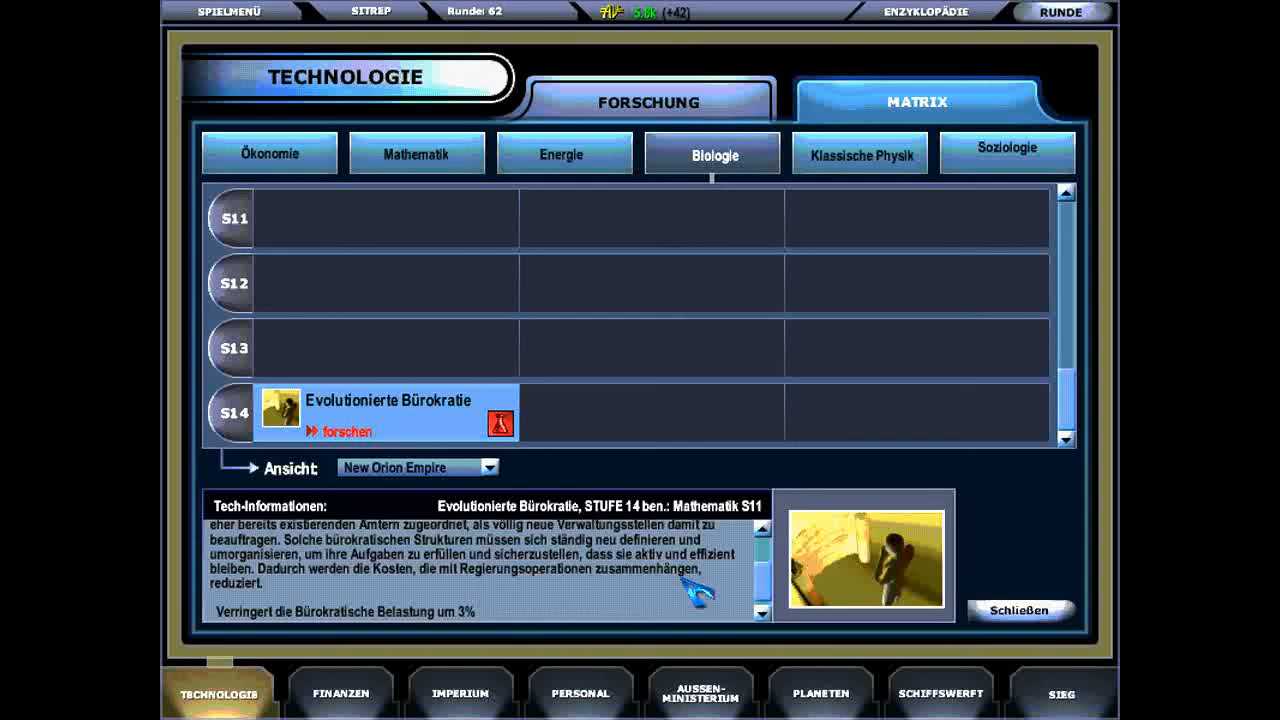 SPIELMENÜ
SITREP
Runde: 62
5.8k (+42)
ENZYKLOPÄDIE
RUNDE
TECHNOLOGIE
FORSCHUNG
MATRIX
Ökonomie
Mathematik
Energie
Biologie
Klassische Physik
Soziologie
S11
S12
S13
S14
Evolutionierte Bürokratie
forschen
Ansicht:
New Orion Empire
Tech-Informationen:
Evolutionierte Bürokratie, STUFE 14 ben.: Mathematik S11
eher bereits existierenden Ämtern zugeordnet, als völlig neue Verwaltungsstellen damit zu
beauftragen. Solche bürokratischen Strukturen müssen sich ständig neu definieren und
umorganisieren, um ihre Aufgaben zu erfüllen und sicherzustellen, dass sie aktiv und effizient
bleiben. Dadurch werden die Kosten, die mit Regierungsoperationen zusammenhängen,
reduziert.
Verringert die Bürokratische Belastung um 3%
Schließen
TECHNOLOGIE
FINANZEN
IMPERIUM
PERSONAL
AUSSEN-
MINISTERIUM
PLANETEN
SCHIFFSWERFT
SIEG